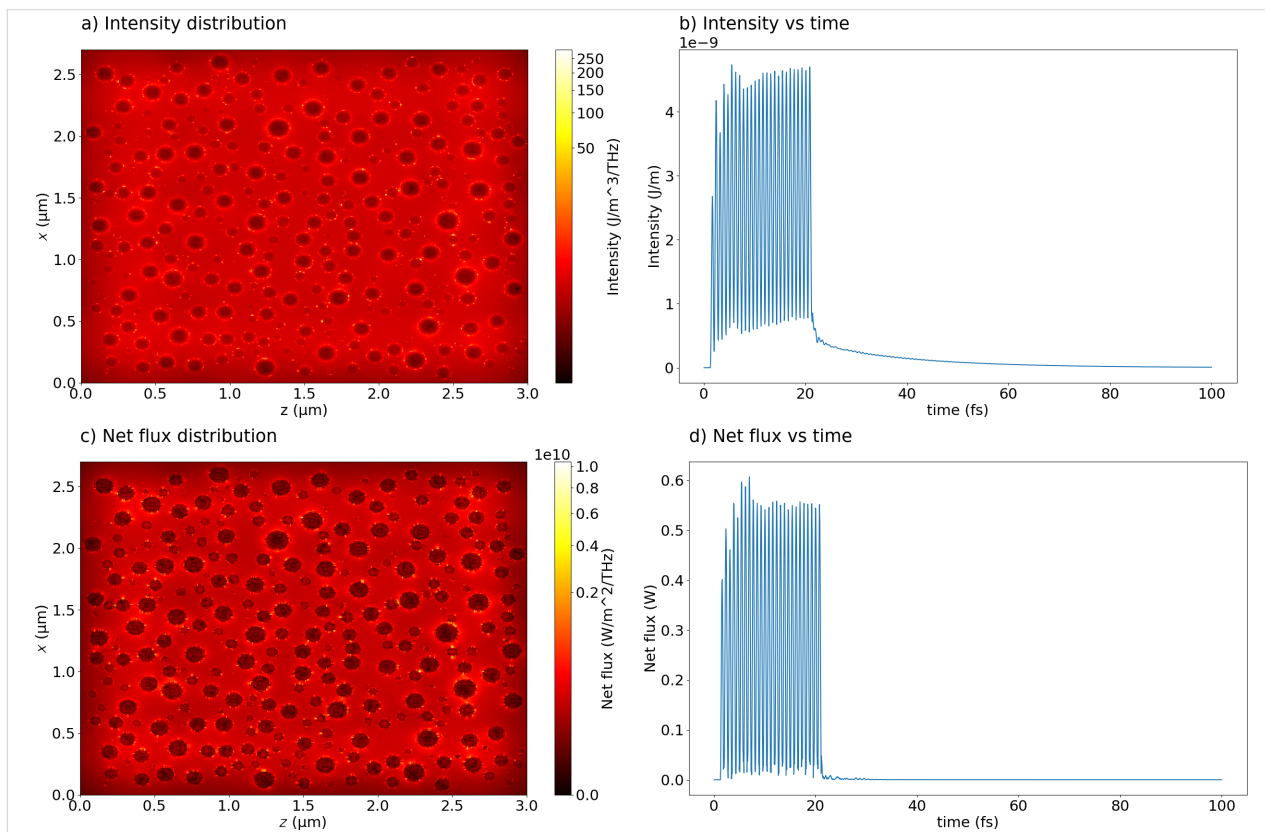 a) Intensity distribution
2.5
2.0
1.5
1.0
0.5
0.0
x (μm)
0.0 0.5 1.0 1.5 2.0 2.5 3.0
z (μm)
250
200
150
100
50
Intensity (J/m^3/THz)
b) Intensity vs time
1e−9
4
3
2
1
0
Intensity (J/m)
0 20 40 60 80 100
time (fs)
c) Net flux distribution
2.5
2.0
1.5
1.0
0.5
0.0
x (μm)
0.0 0.5 1.0 1.5 2.0 2.5 3.0
z (μm)
1e10
1.0
0.8
0.6
0.4
0.2
0.0
Net flux (W/m^2/THz)
d) Net flux vs time
0.6
0.5
0.4
0.3
0.2
0.1
0.0
Net flux (W)
0 20 40 60 80 100
time (fs)